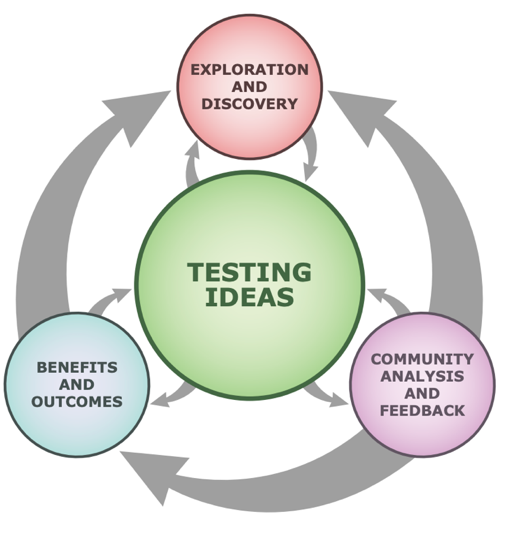 EXPLORATION
AND
DISCOVERY
TESTING
IDEAS
BENEFITS
AND
OUTCOMES
COMMUNITY
ANALYSIS
AND
FEEDBACK